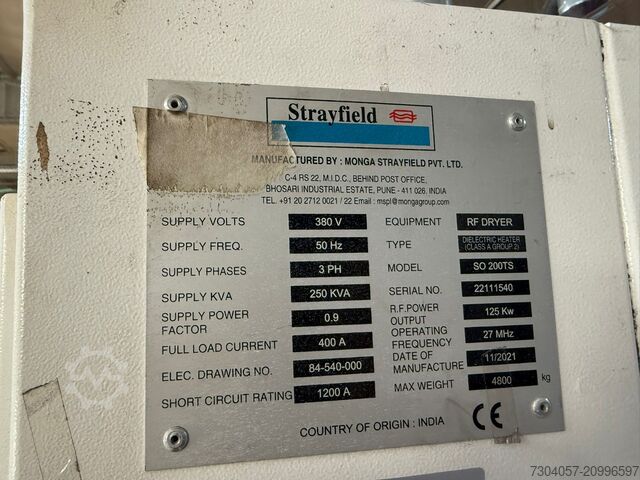 Strayfield
MANUFACTURED BY : MONGA STRAYFIELD PVT. LTD.
C-4 RS 22, M.I.D.C., BEHIND POST OFFICE,
BHOSARI INDUSTRIAL ESTATE, PUNE - 411 026, INDIA
TEL. +91 20 2712 0021 / 22 Email : mspl@mongagroup.com
SUPPLY VOLTS 380 V
SUPPLY FREQ. 50 Hz
SUPPLY PHASES 3 PH
SUPPLY KVA 250 KVA
SUPPLY POWER FACTOR 0.9
FULL LOAD CURRENT 400 A
ELEC. DRAWING NO. 84-540-000
SHORT CIRCUIT RATING 1200 A
EQUIPMENT RF DRYER
TYPE DIELECTRIC HEATER (CLASS A GROUP 2)
MODEL SO 200TS
SERIAL NO. 22111540
R.F.POWER OUTPUT 125 Kw
OPERATING FREQUENCY 27 MHz
DATE OF MANUFACTURE 11/2021
MAX WEIGHT 4800 kg
COUNTRY OF ORIGIN : INDIA
CE
7304057-20996597